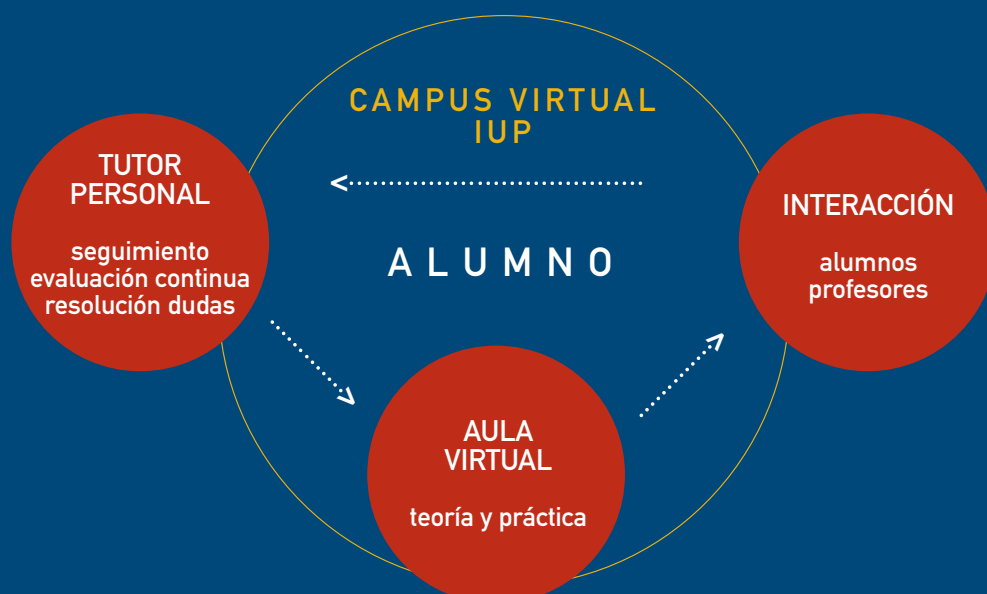 CAMPUS VIRTUAL
IUP
TUTOR
PERSONAL
seguimiento
evaluación continua
resolución dudas
ALUMNO
INTERACCIÓN
alumnos
profesores
AULA
VIRTUAL
teoría y práctica